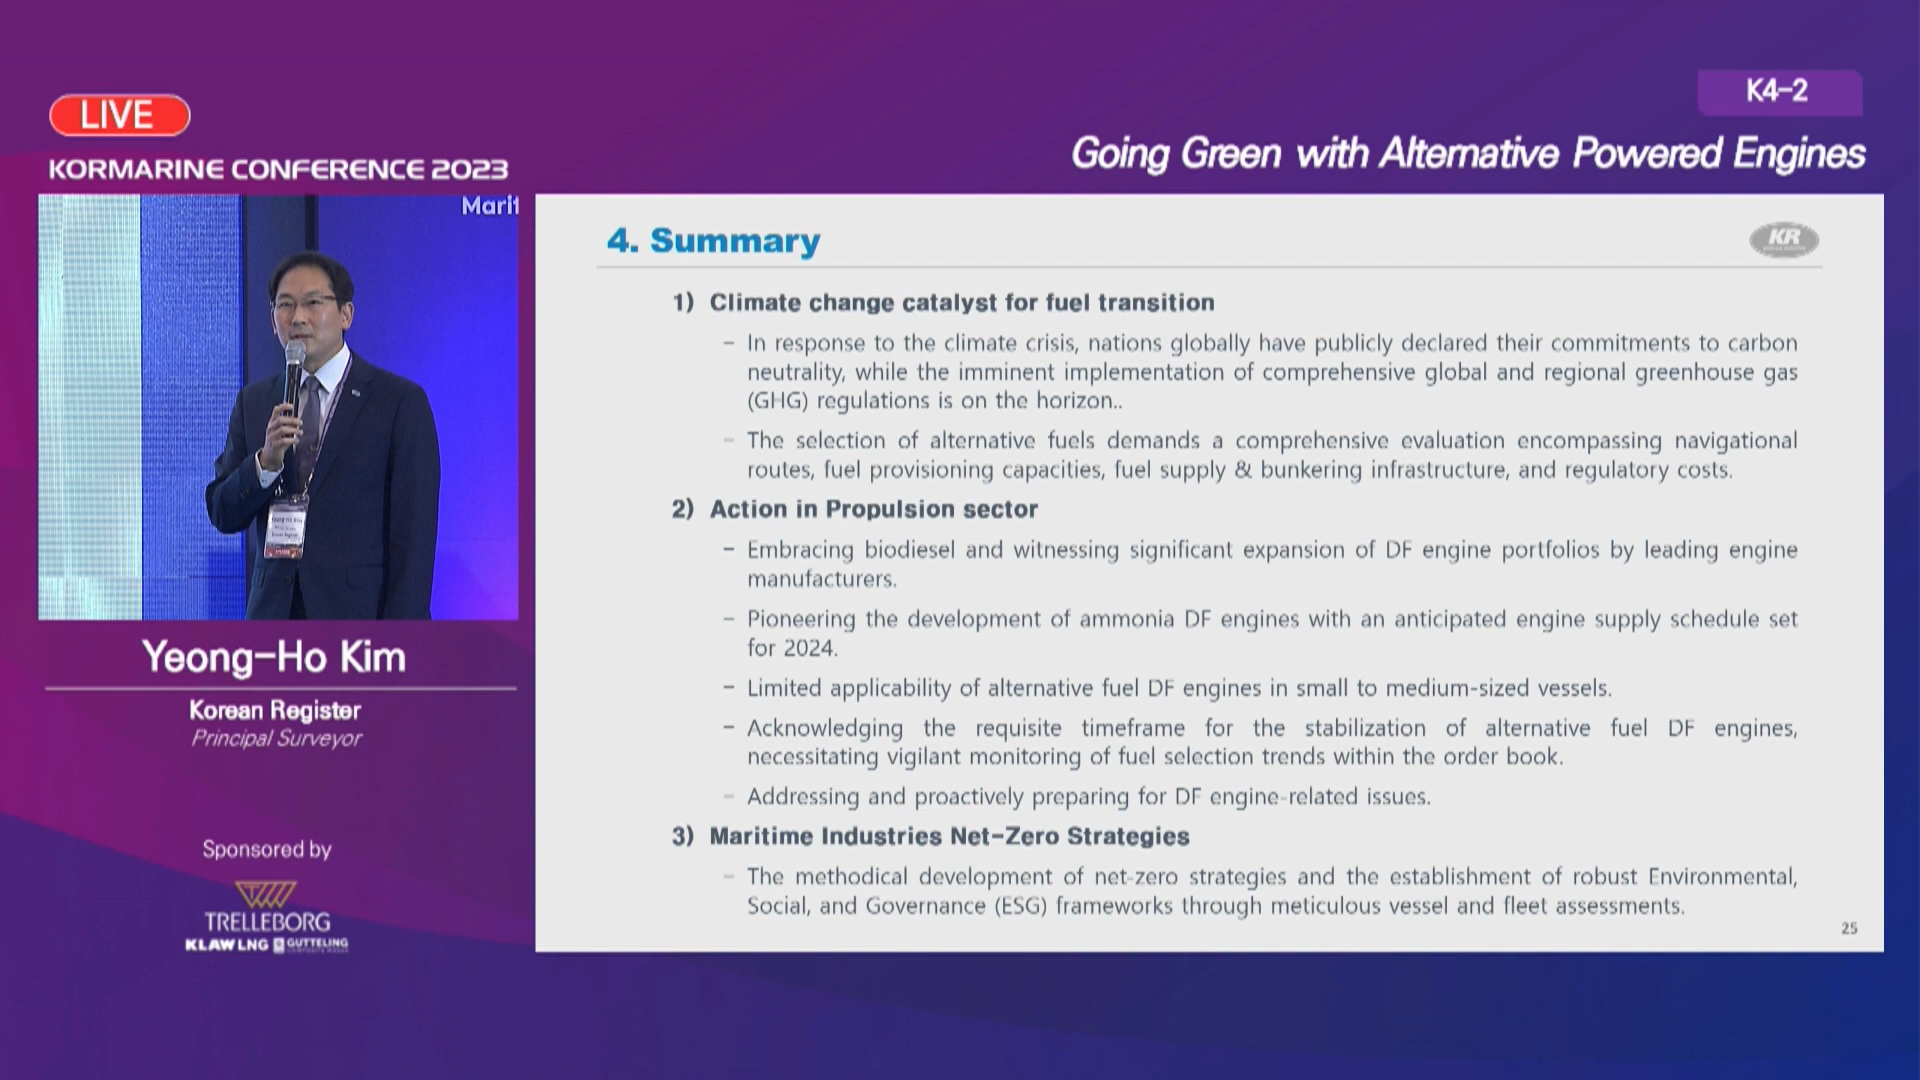 K4-2
LIVE
Going Green with Alternative Powered Engines
KORMARINE CONFERENCE 2023
Marit
4. Summary
KR
1) Climate change catalyst for fuel transition
– In response to the climate crisis, nations globally have publicly declared their commitments to carbon
neutrality, while the imminent implementation of comprehensive global and regional greenhouse gas
(GHG) regulations is on the horizon..
– The selection of alternative fuels demands a comprehensive evaluation encompassing navigational
routes, fuel provisioning capacities, fuel supply & bunkering infrastructure, and regulatory costs.
2) Action in Propulsion sector
– Embracing biodiesel and witnessing significant expansion of DF engine portfolios by leading engine
manufacturers.
– Pioneering the development of ammonia DF engines with an anticipated engine supply schedule set
for 2024.
– Limited applicability of alternative fuel DF engines in small to medium-sized vessels.
– Acknowledging the requisite timeframe for the stabilization of alternative fuel DF engines,
necessitating vigilant monitoring of fuel selection trends within the order book.
– Addressing and proactively preparing for DF engine-related issues.
3) Maritime Industries Net-Zero Strategies
– The methodical development of net-zero strategies and the establishment of robust Environmental,
Social, and Governance (ESG) frameworks through meticulous vessel and fleet assessments.
25
Yeong-Ho Kim
Korean Register
Principal Surveyor
Sponsored by
TRELLEBORG
KLAW LNG GUTTELING